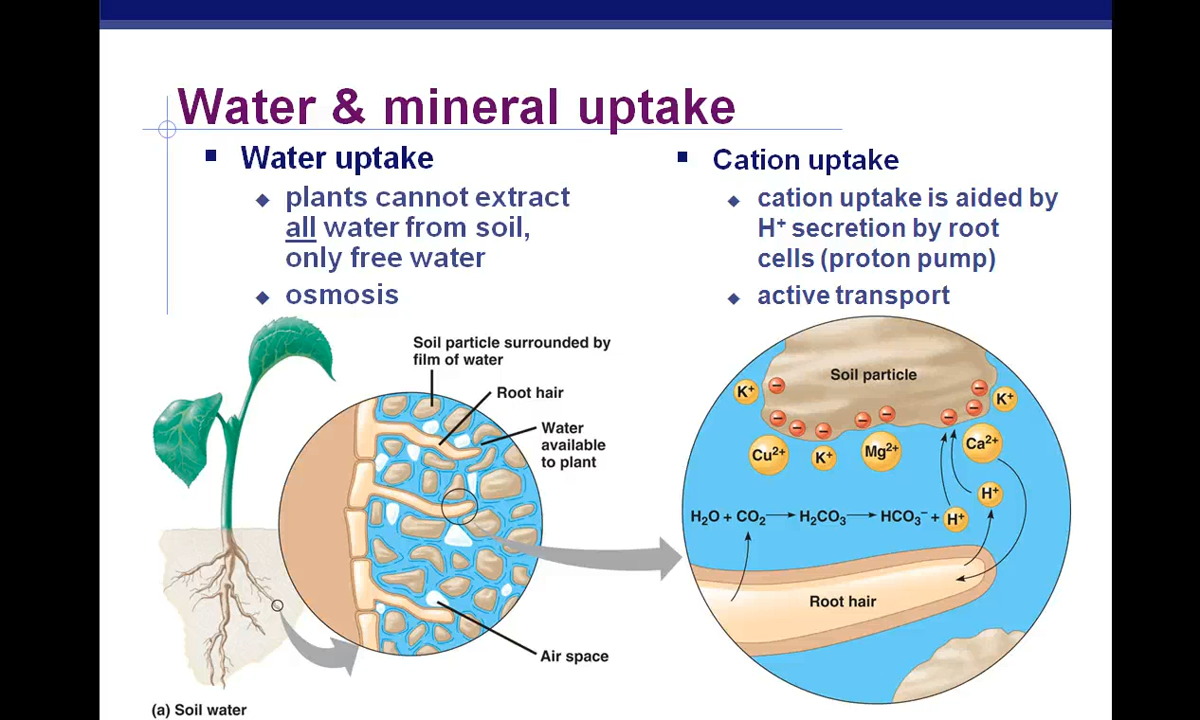 Water & mineral uptake
Water uptake
plants cannot extract
all water from soil,
only free water
osmosis
Cation uptake
cation uptake is aided by
H⁺ secretion by root
cells (proton pump)
active transport
Soil particle surrounded by
film of water
Root hair
Water
available
to plant
Air space
(a) Soil water
Soil particle
K⁺
K⁺
Cu²⁺
K⁺
Mg²⁺
Ca²⁺
H⁺
H₂O + CO₂ → H₂CO₃ → HCO₃⁻ + H⁺
Root hair